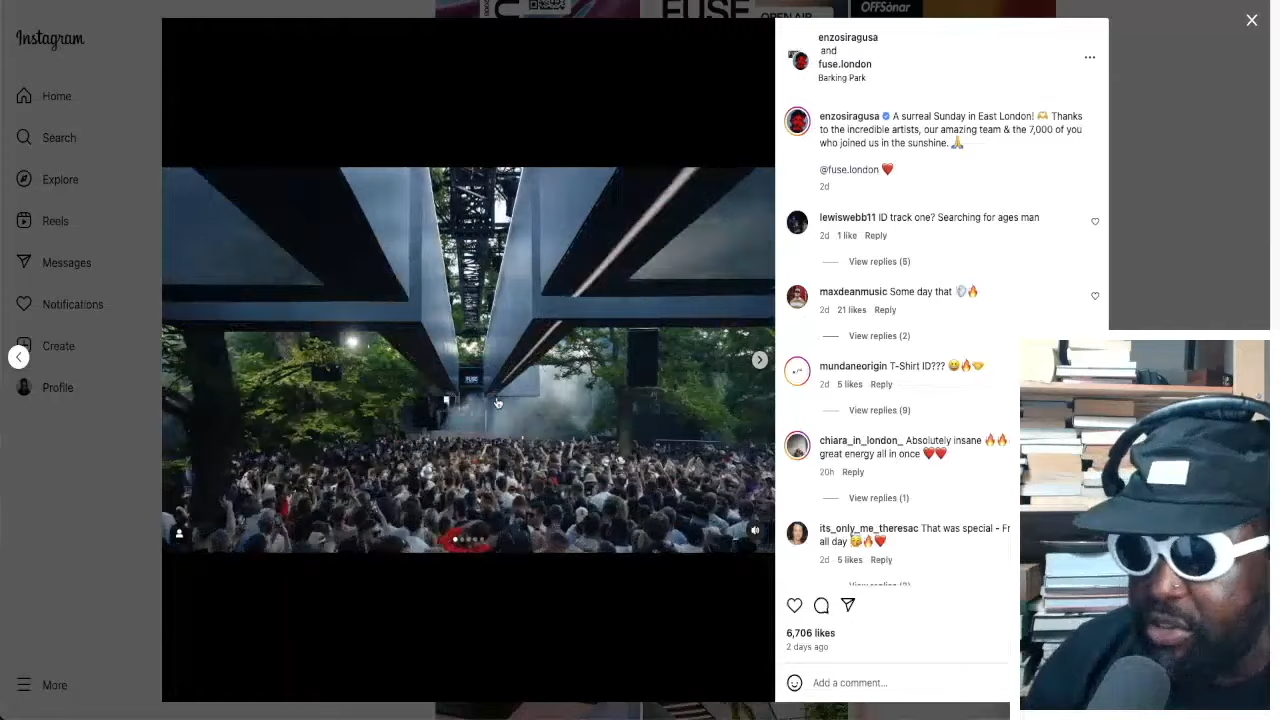 FUSE
OPEN AIR
OFFSónar
Instagram
Home
Search
Explore
Reels
Messages
Notifications
Create
Profile
More
enzosiragusa
and
fuse.london
Barking Park
enzosiragusa A surreal Sunday in East London! 🫶 Thanks
to the incredible artists, our amazing team & the 7,000 of you
who joined us in the sunshine. 🙏
@fuse.london ❤️
2d
lewiswebb11 ID track one? Searching for ages man
2d 1 like Reply
View replies (5)
maxdeanmusic Some day that 🔥
2d 21 likes Reply
View replies (2)
mundaneorigin T-Shirt ID??? 😆🔥🤝
2d 5 likes Reply
View replies (9)
chiara_in_london_ Absolutely insane 🔥🔥
great energy all in once ❤️❤️
20h Reply
View replies (1)
its_only_me_theresac That was special - Fr
all day 🥳🔥❤️
2d 5 likes Reply
6,706 likes
2 days ago
Add a comment...